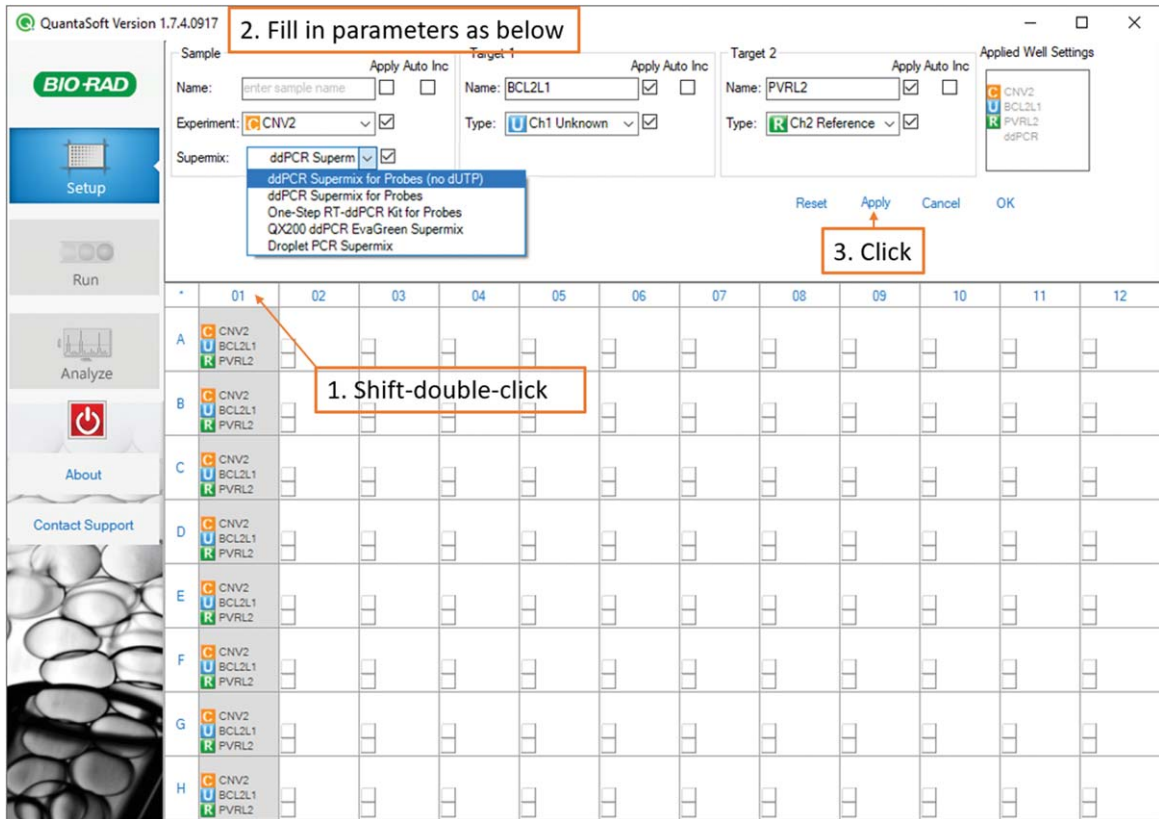 QuantaSoft Version 1.7.4.0917
2. Fill in parameters as below
BIO-RAD
Setup
Run
Analyze
About
Contact Support
Sample
Apply Auto Inc
Name: enter sample name
Experiment: C CNV2
Supermix: ddPCR Superm
ddPCR Supermix for Probes (no dUTP)
ddPCR Supermix for Probes
One-Step RT-ddPCR Kit for Probes
QX200 ddPCR EvaGreen Supermix
Droplet PCR Supermix
Target 1
Apply Auto Inc
Name: BCL2L1
Type: U Ch1 Unknown
Target 2
Apply Auto Inc
Name: PVRL2
Type: R Ch2 Reference
Applied Well Settings
C CNV2
U BCL2L1
R PVRL2
ddPCR
Reset Apply Cancel OK
3. Click
01 02 03 04 05 06 07 08 09 10 11 12
1. Shift-double-click
A
C CNV2
U BCL2L1
R PVRL2
B
C CNV2
U BCL2L1
R PVRL2
C
C CNV2
U BCL2L1
R PVRL2
D
C CNV2
U BCL2L1
R PVRL2
E
C CNV2
U BCL2L1
R PVRL2
F
C CNV2
U BCL2L1
R PVRL2
G
C CNV2
U BCL2L1
R PVRL2
H
C CNV2
U BCL2L1
R PVRL2